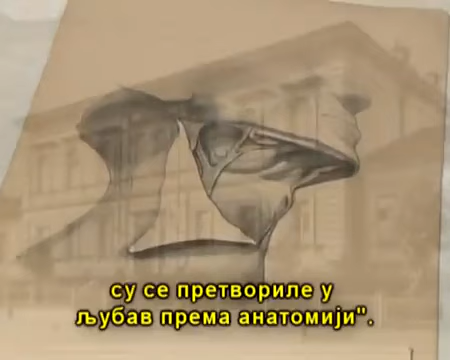 су се претвориле у
љубав према анатомији".